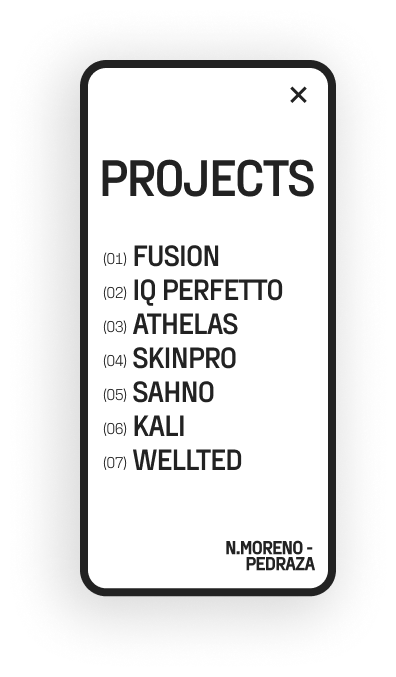 PROJECTS
(01) FUSION
(02) IQ PERFETTO
(03) ATHELAS
(04) SKINPRO
(05) SAHNO
(06) KALI
(07) WELLTED
N.MORENO -
PEDRAZA